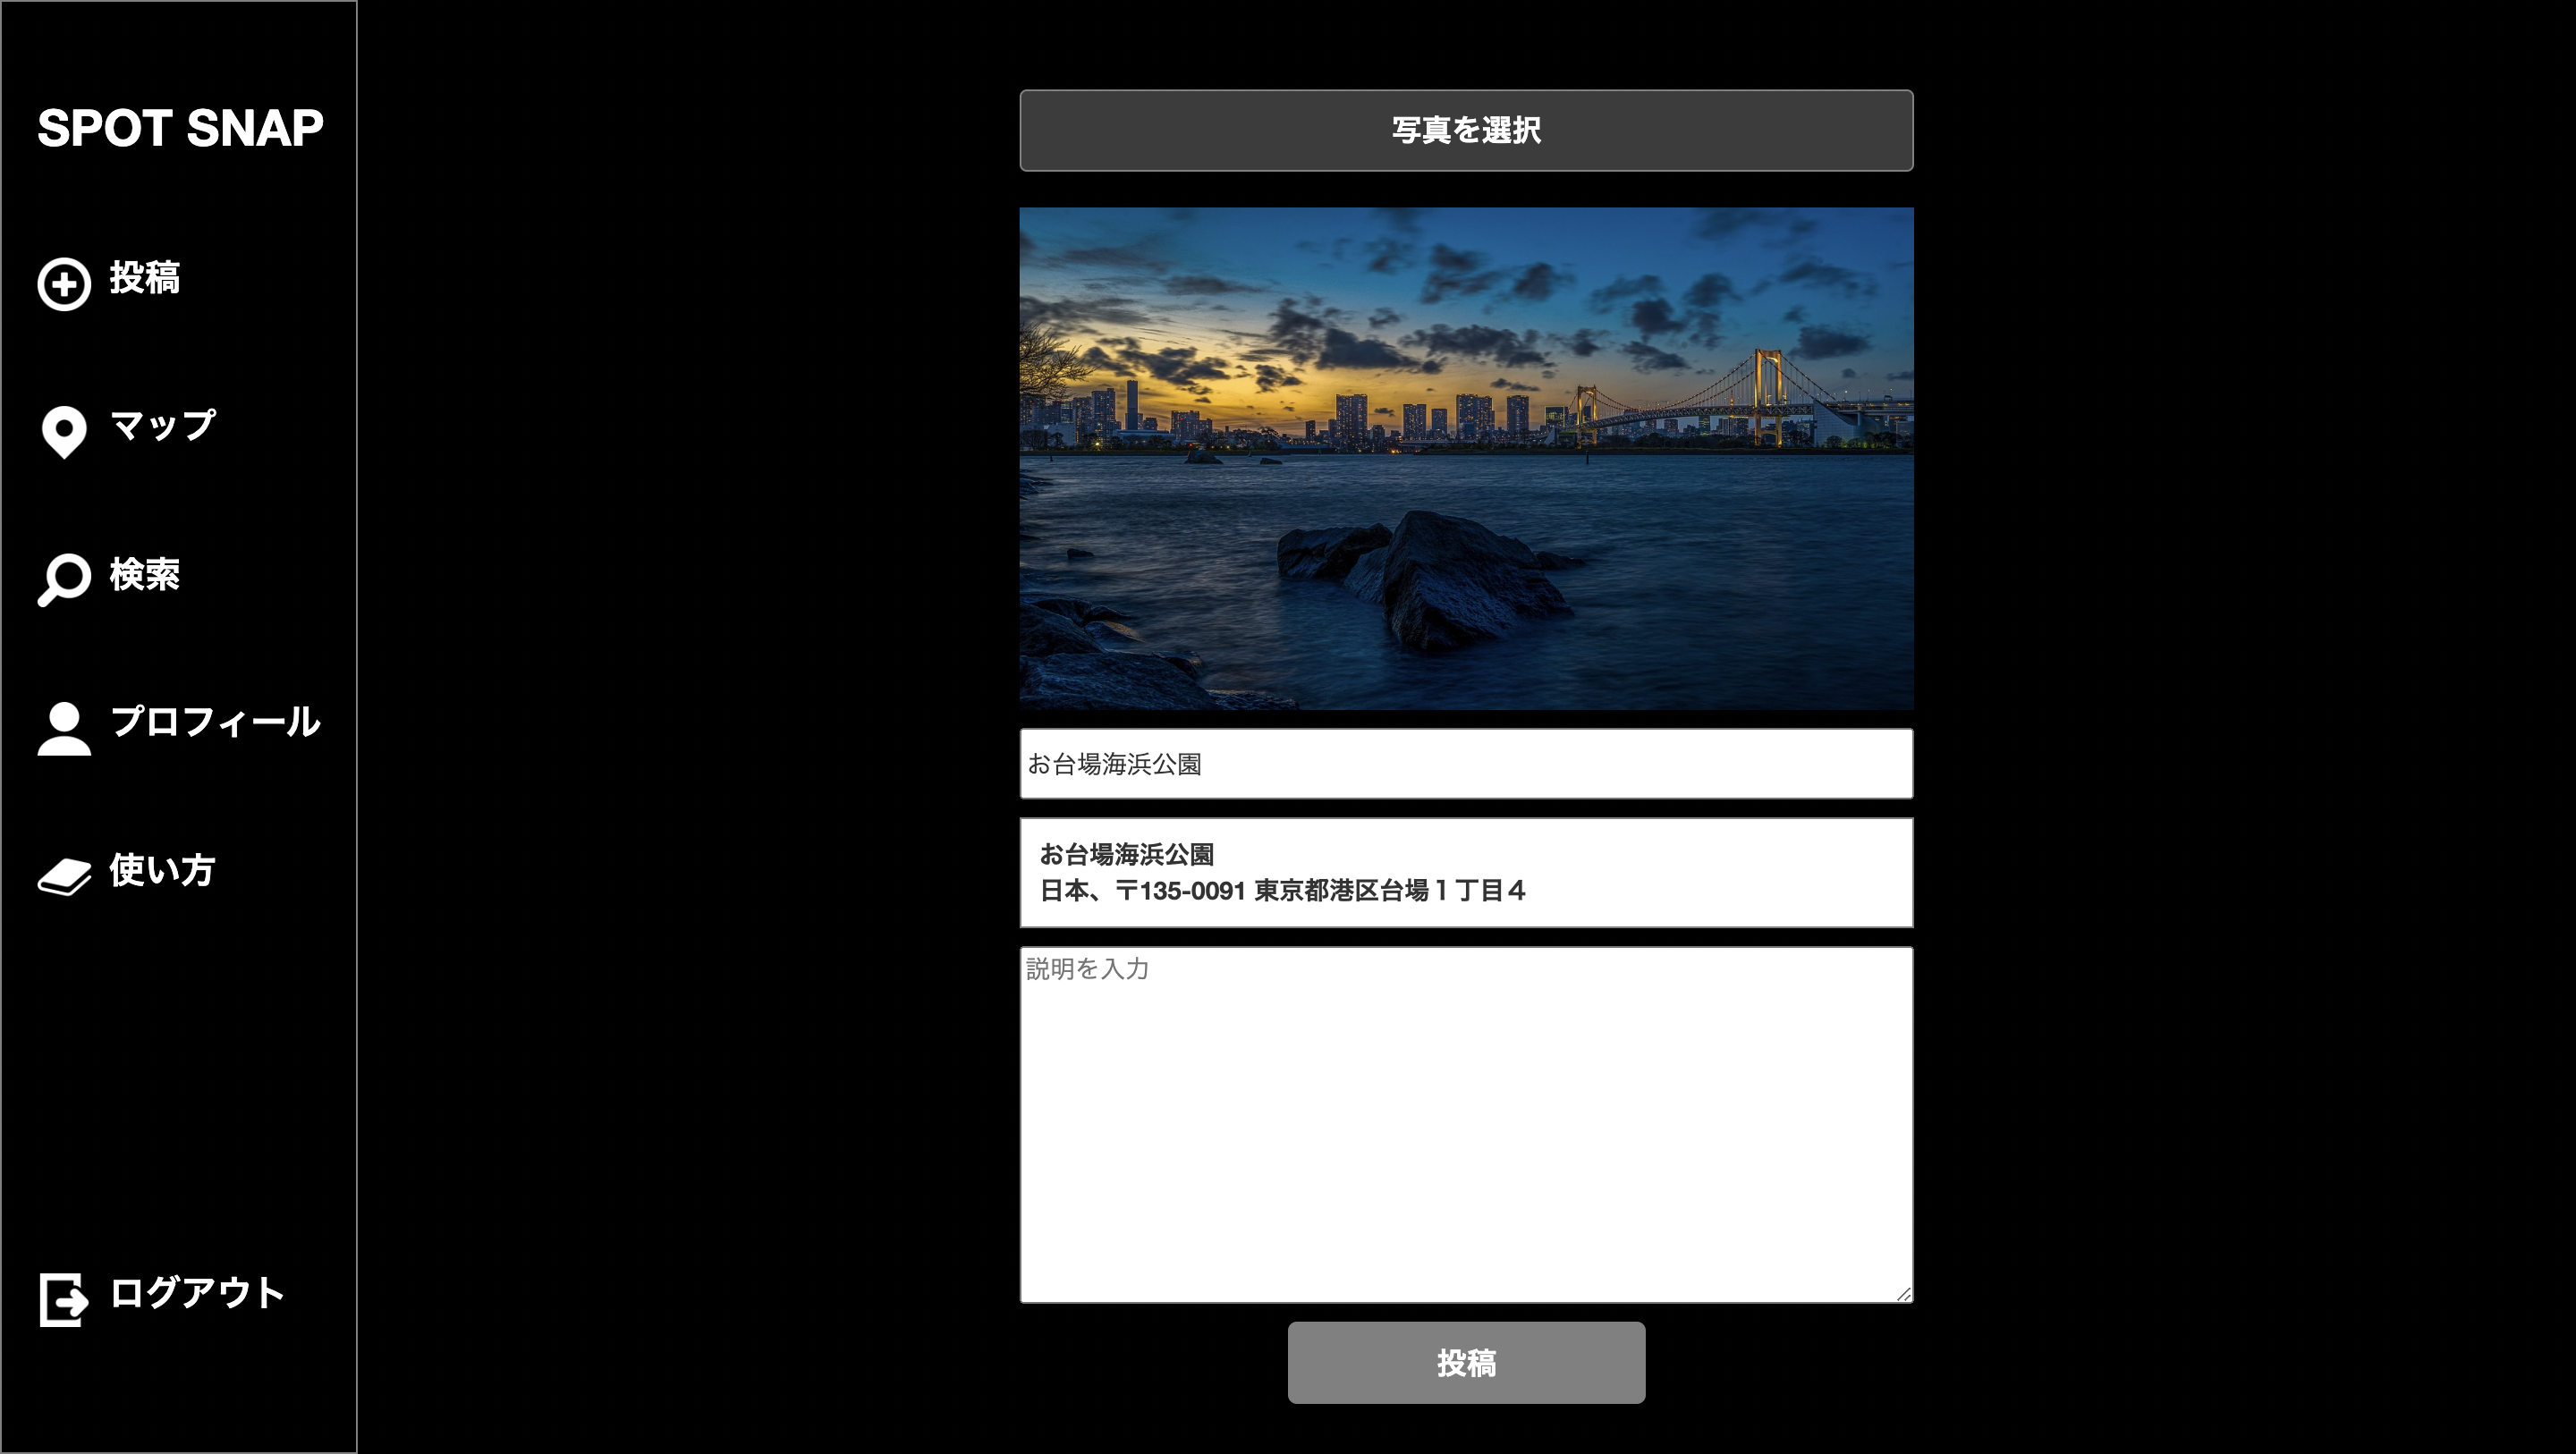 SPOT SNAP
投稿
マップ
検索
プロフィール
使い方
ログアウト
写真を選択
お台場海浜公園
お台場海浜公園
日本、〒135-0091 東京都港区台場１丁目４
説明を入力
投稿